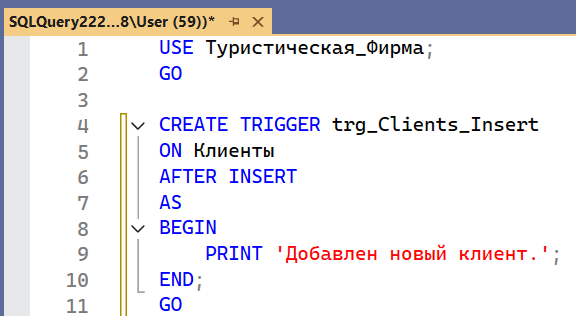 SQLQuery222...8\User (59))*
1 USE Туристическая_Фирма;
2 GO
3
4 CREATE TRIGGER trg_Clients_Insert
5 ON Клиенты
6 AFTER INSERT
7 AS
8 BEGIN
9 PRINT 'Добавлен новый клиент.';
10 END;
11 GO